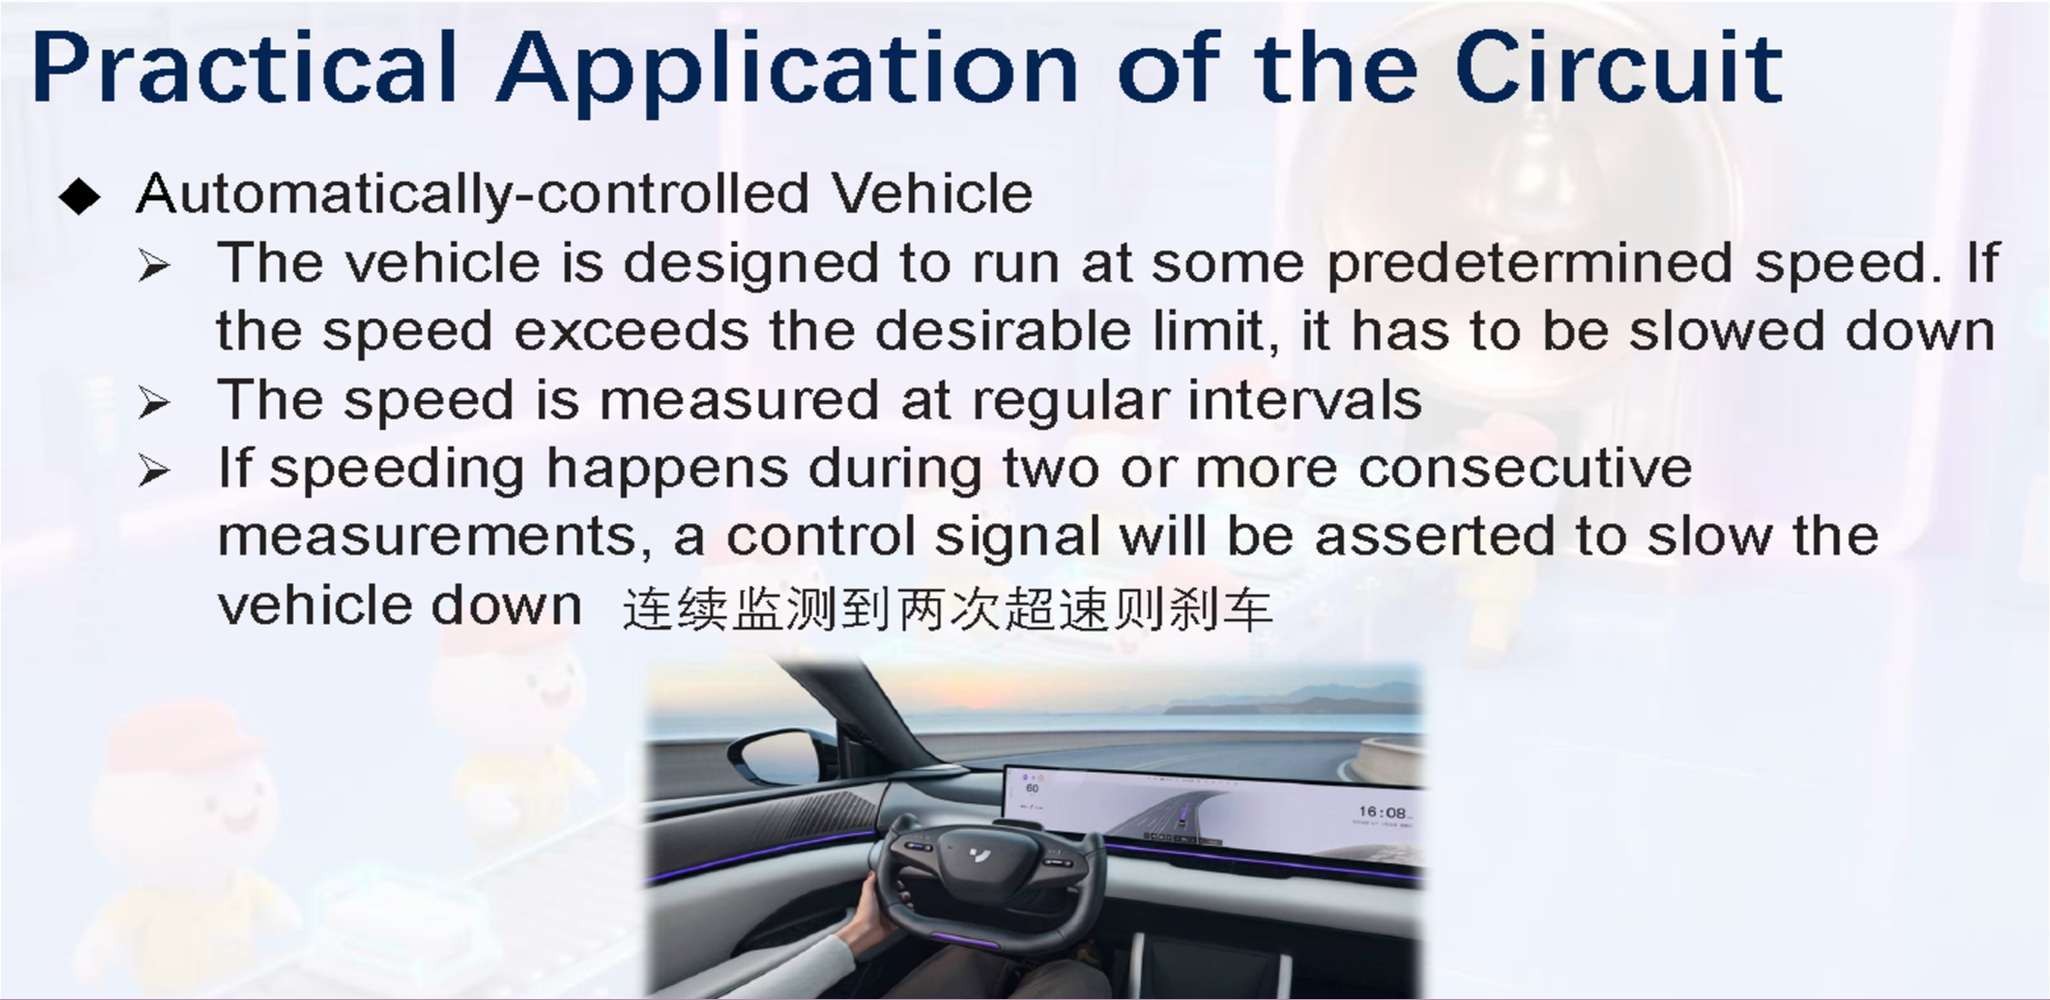 Practical Application of the Circuit
◆ Automatically-controlled Vehicle
➢ The vehicle is designed to run at some predetermined speed. If
the speed exceeds the desirable limit, it has to be slowed down
➢ The speed is measured at regular intervals
➢ If speeding happens during two or more consecutive
measurements, a control signal will be asserted to slow the
vehicle down 连续监测到两次超速则刹车
60
16:08